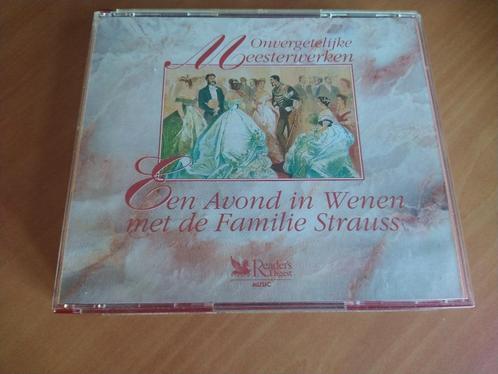 Onvergetelijke
Meesterwerken
Een Avond in Wenen
met de Familie Strauss
Reader's
Digest
MUSIC